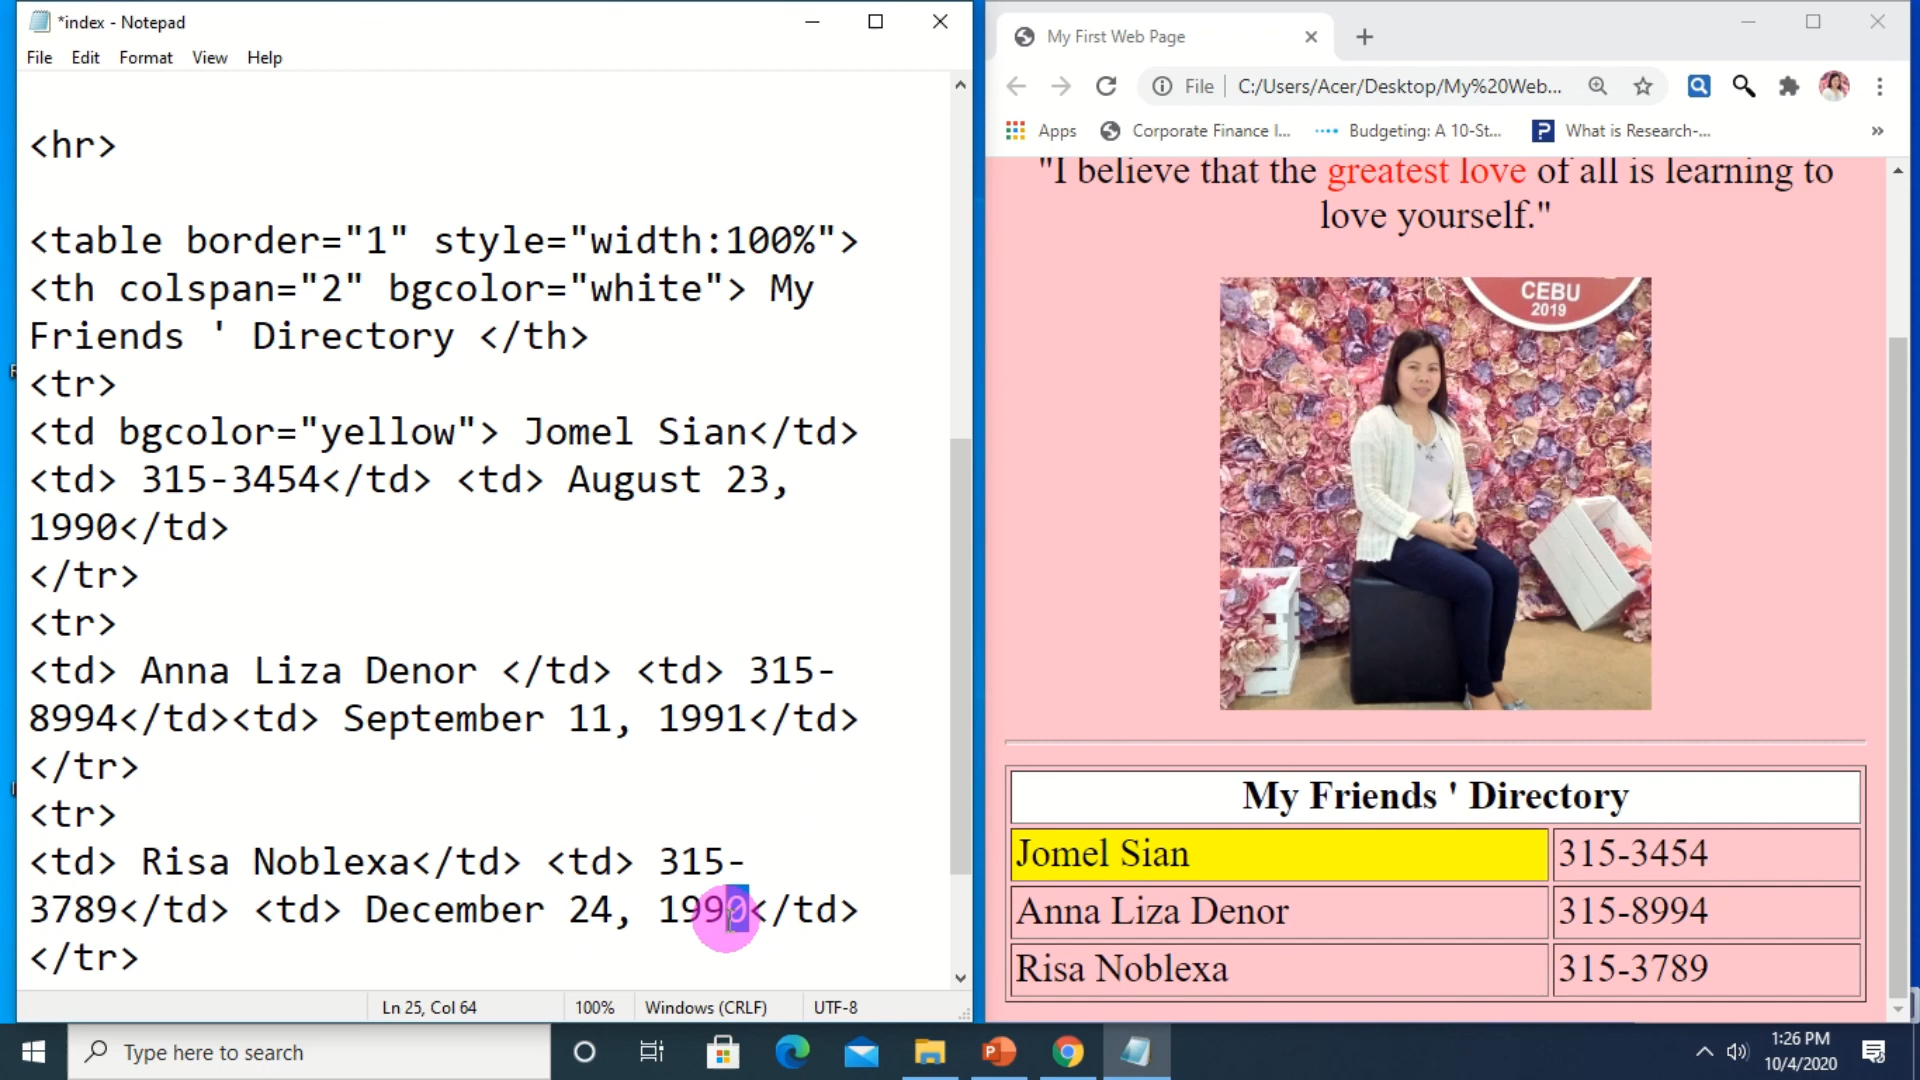 *index - Notepad
File Edit Format View Help
<hr>
<table border="1" style="width:100%">
<th colspan="2" bgcolor="white"> My
Friends ' Directory </th>
<tr>
<td bgcolor="yellow"> Jomel Sian</td>
<td> 315-3454</td> <td> August 23,
1990</td>
</tr>
<tr>
<td> Anna Liza Denor </td> <td> 315-
8994</td><td> September 11, 1991</td>
</tr>
<tr>
<td> Risa Noblexa</td> <td> 315-
3789</td> <td> December 24, 1990</td>
</tr>
Ln 25, Col 64 100% Windows (CRLF) UTF-8
My First Web Page
File C:/Users/Acer/Desktop/My%20Web...
Apps Corporate Finance I... Budgeting: A 10-St... What is Research-...
"I believe that the greatest love of all is learning to
love yourself."
CEBU
2019
My Friends ' Directory
Jomel Sian 315-3454
Anna Liza Denor 315-8994
Risa Noblexa 315-3789
Type here to search
1:26 PM
10/4/2020